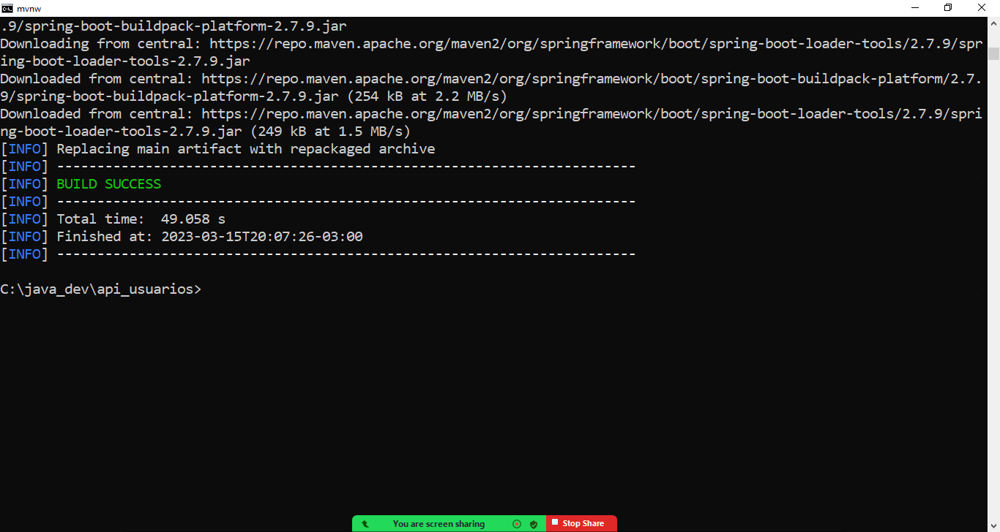 mvnw
.9/spring-boot-buildpack-platform-2.7.9.jar
Downloading from central: https://repo.maven.apache.org/maven2/org/springframework/boot/spring-boot-loader-tools/2.7.9/spr
ing-boot-loader-tools-2.7.9.jar
Downloaded from central: https://repo.maven.apache.org/maven2/org/springframework/boot/spring-boot-buildpack-platform/2.7.
9/spring-boot-buildpack-platform-2.7.9.jar (254 kB at 2.2 MB/s)
Downloaded from central: https://repo.maven.apache.org/maven2/org/springframework/boot/spring-boot-loader-tools/2.7.9/spri
ng-boot-loader-tools-2.7.9.jar (249 kB at 1.5 MB/s)
[INFO] Replacing main artifact with repackaged archive
[INFO] ------------------------------------------------------------------------
[INFO] BUILD SUCCESS
[INFO] ------------------------------------------------------------------------
[INFO] Total time:  49.058 s
[INFO] Finished at: 2023-03-15T20:07:26-03:00
[INFO] ------------------------------------------------------------------------
C:\java_dev\api_usuarios>
You are screen sharing
Stop Share